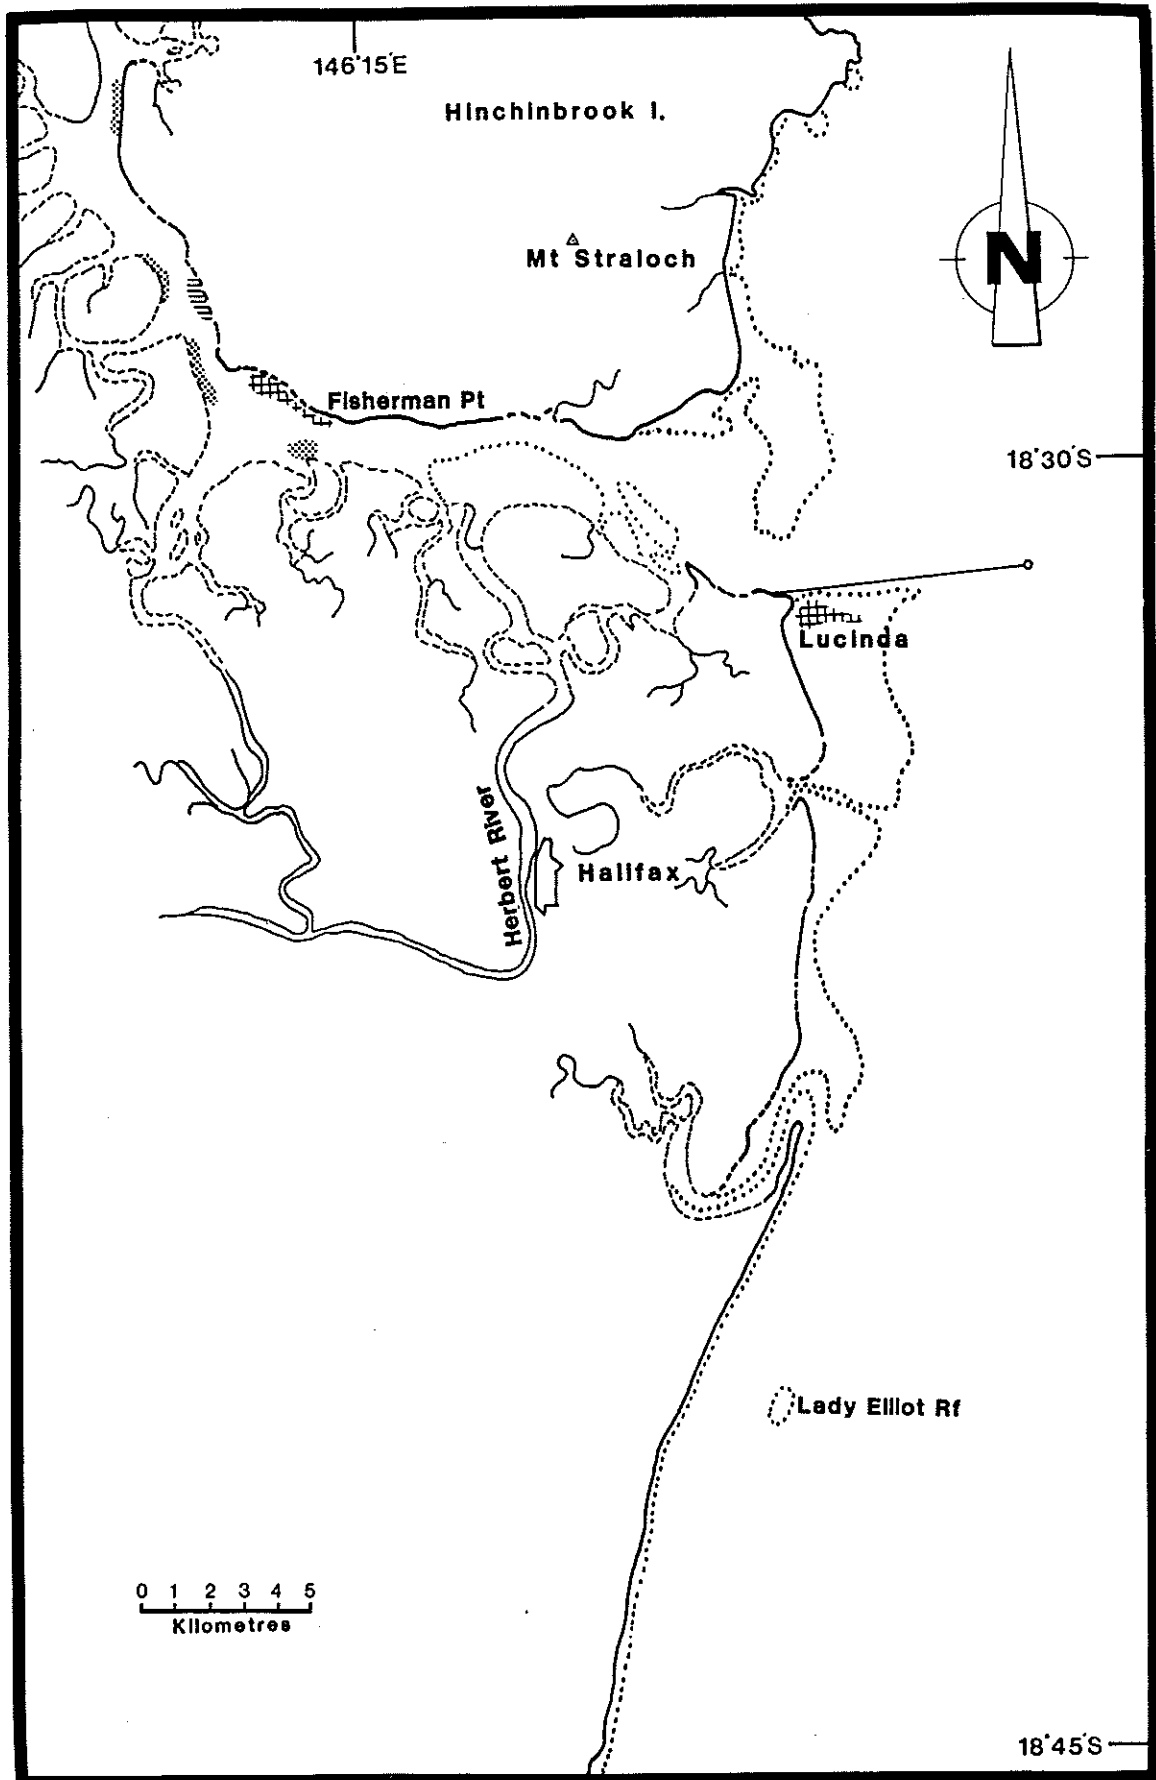 146°15'E
Hinchinbrook I.
N
Mt Straloch
Fisherman Pt
18°30'S
Lucinda
Herbert River
Halifax
Lady Elliot Rf
0 1 2 3 4 5
Kilometres
18°45'S